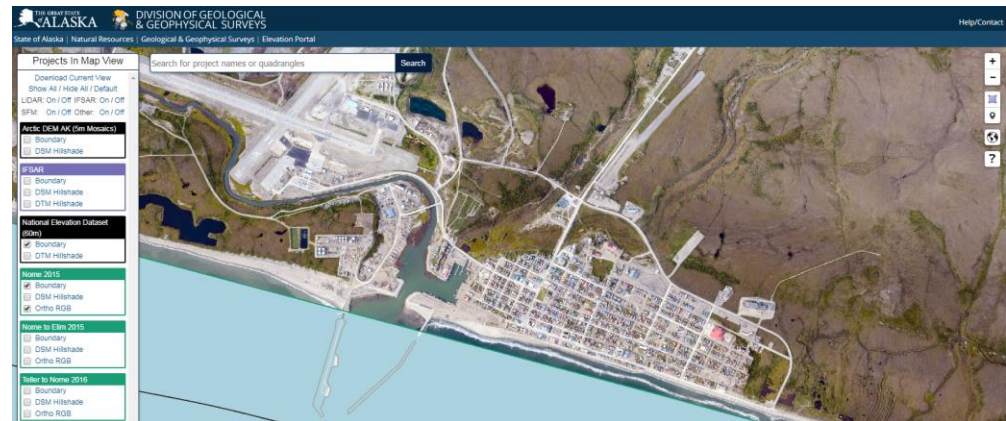 THE GREAT STATE
of ALASKA
DIVISION OF GEOLOGICAL
& GEOPHYSICAL SURVEYS
Help/Contact
State of Alaska | Natural Resources | Geological & Geophysical Surveys | Elevation Portal
Projects In Map View
Search for project names or quadrangles
Search
Download Current View
Show All / Hide All / Default
LiDAR: On / Off IFSAR: On / Off
SFM: On / Off Other: On / Off
Arctic DEM AK (5m Mosaics)
Boundary
DSM Hillshade
IFSAR
Boundary
DSM Hillshade
DTM Hillshade
National Elevation Dataset
(60m)
Boundary
DTM Hillshade
Nome 2015
Boundary
DSM Hillshade
Ortho RGB
Nome to Elim 2015
Boundary
DSM Hillshade
Ortho RGB
Teller to Nome 2016
Boundary
DSM Hillshade
Ortho RGB
+
-
?